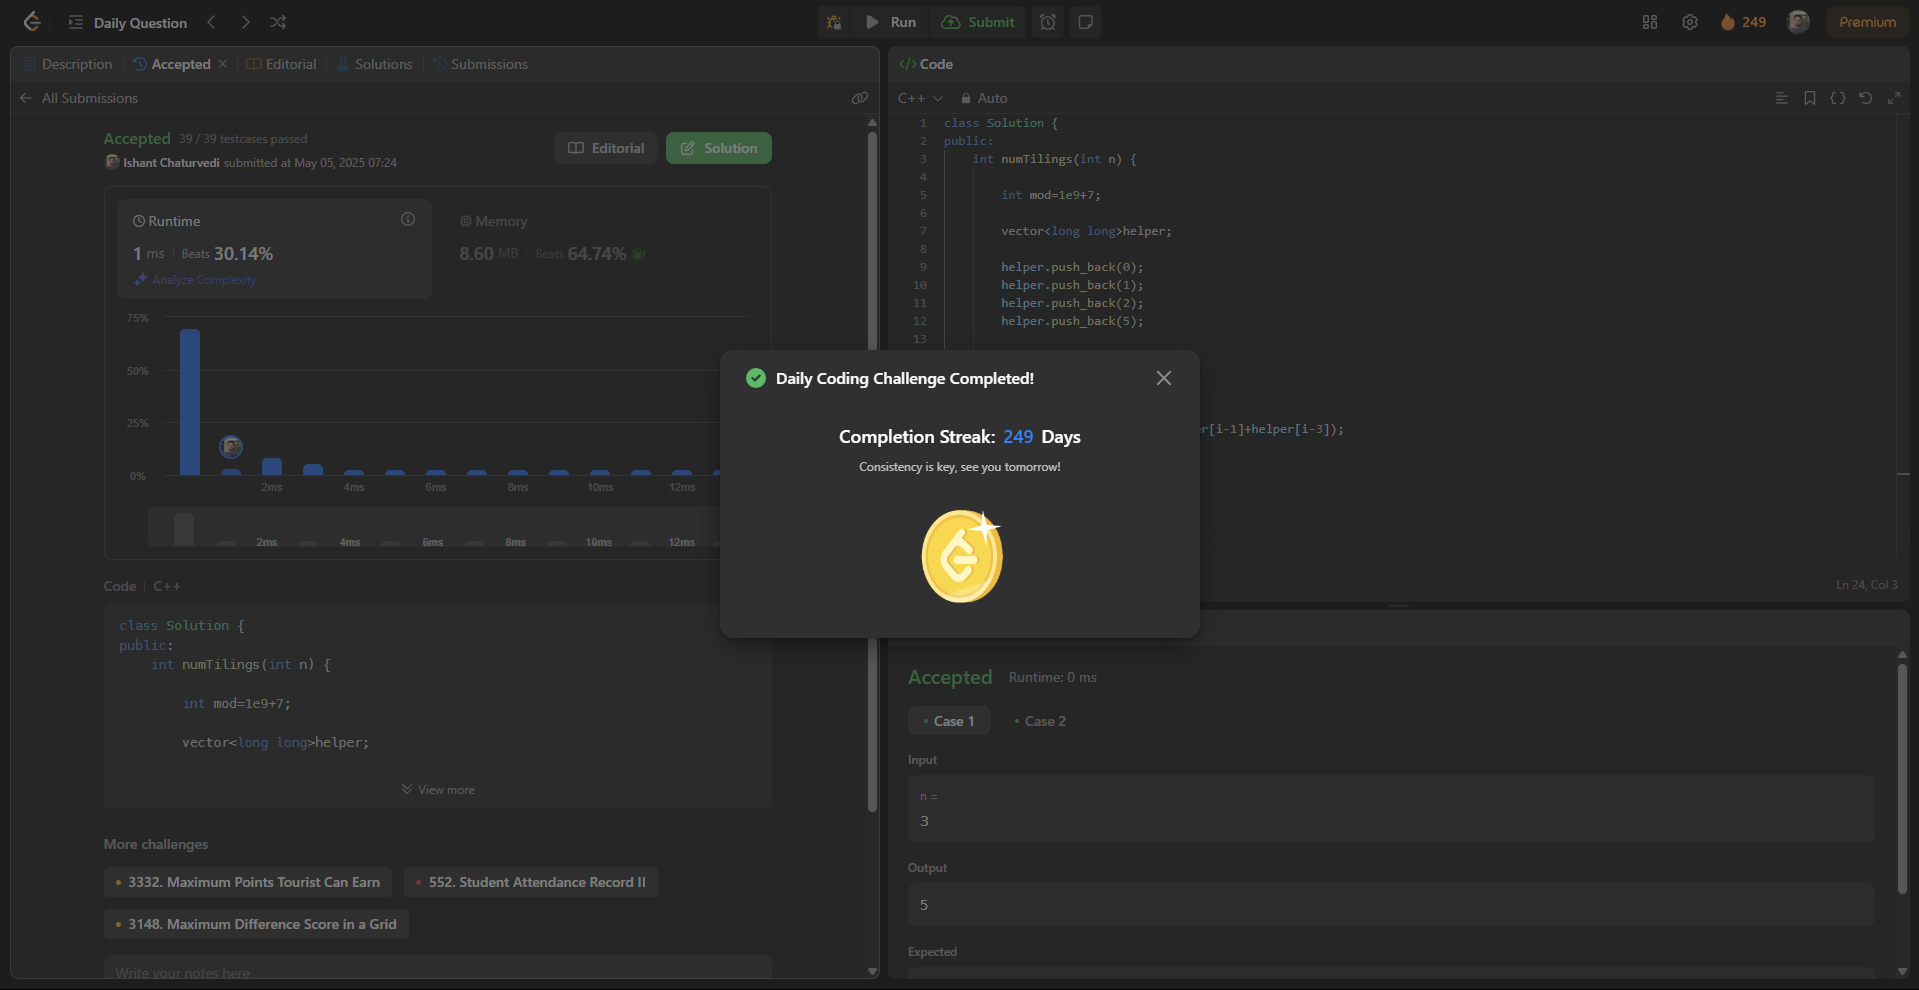 Daily Question
Run
Submit
249
Premium
Description
Accepted
Editorial
Solutions
Submissions
All Submissions
Accepted 39 / 39 testcases passed
Ishant Chaturvedi submitted at May 05, 2025 07:24
Editorial
Solution
Runtime
1 ms | Beats 30.14%
Analyze Complexity
Memory
8.60 MB | Beats 64.74%
75%
50%
25%
0%
2ms 4ms 6ms 8ms 10ms 12ms
2ms 4ms 6ms 8ms 10ms 12ms
Code | C++
class Solution {
public:
int numTilings(int n) {
int mod=1e9+7;
vector<long long>helper;
View more
More challenges
3332. Maximum Points Tourist Can Earn
552. Student Attendance Record II
3148. Maximum Difference Score in a Grid
Write your notes here
Daily Coding Challenge Completed!
Completion Streak: 249 Days
Consistency is key, see you tomorrow!
</> Code
C++
Auto
1 class Solution {
2 public:
3 int numTilings(int n) {
4
5 int mod=1e9+7;
6
7 vector<long long>helper;
8
9 helper.push_back(0);
10 helper.push_back(1);
11 helper.push_back(2);
12 helper.push_back(5);
13
r[i-1]+helper[i-3]);
Ln 24, Col 3
Accepted Runtime: 0 ms
Case 1
Case 2
Input
n =
3
Output
5
Expected